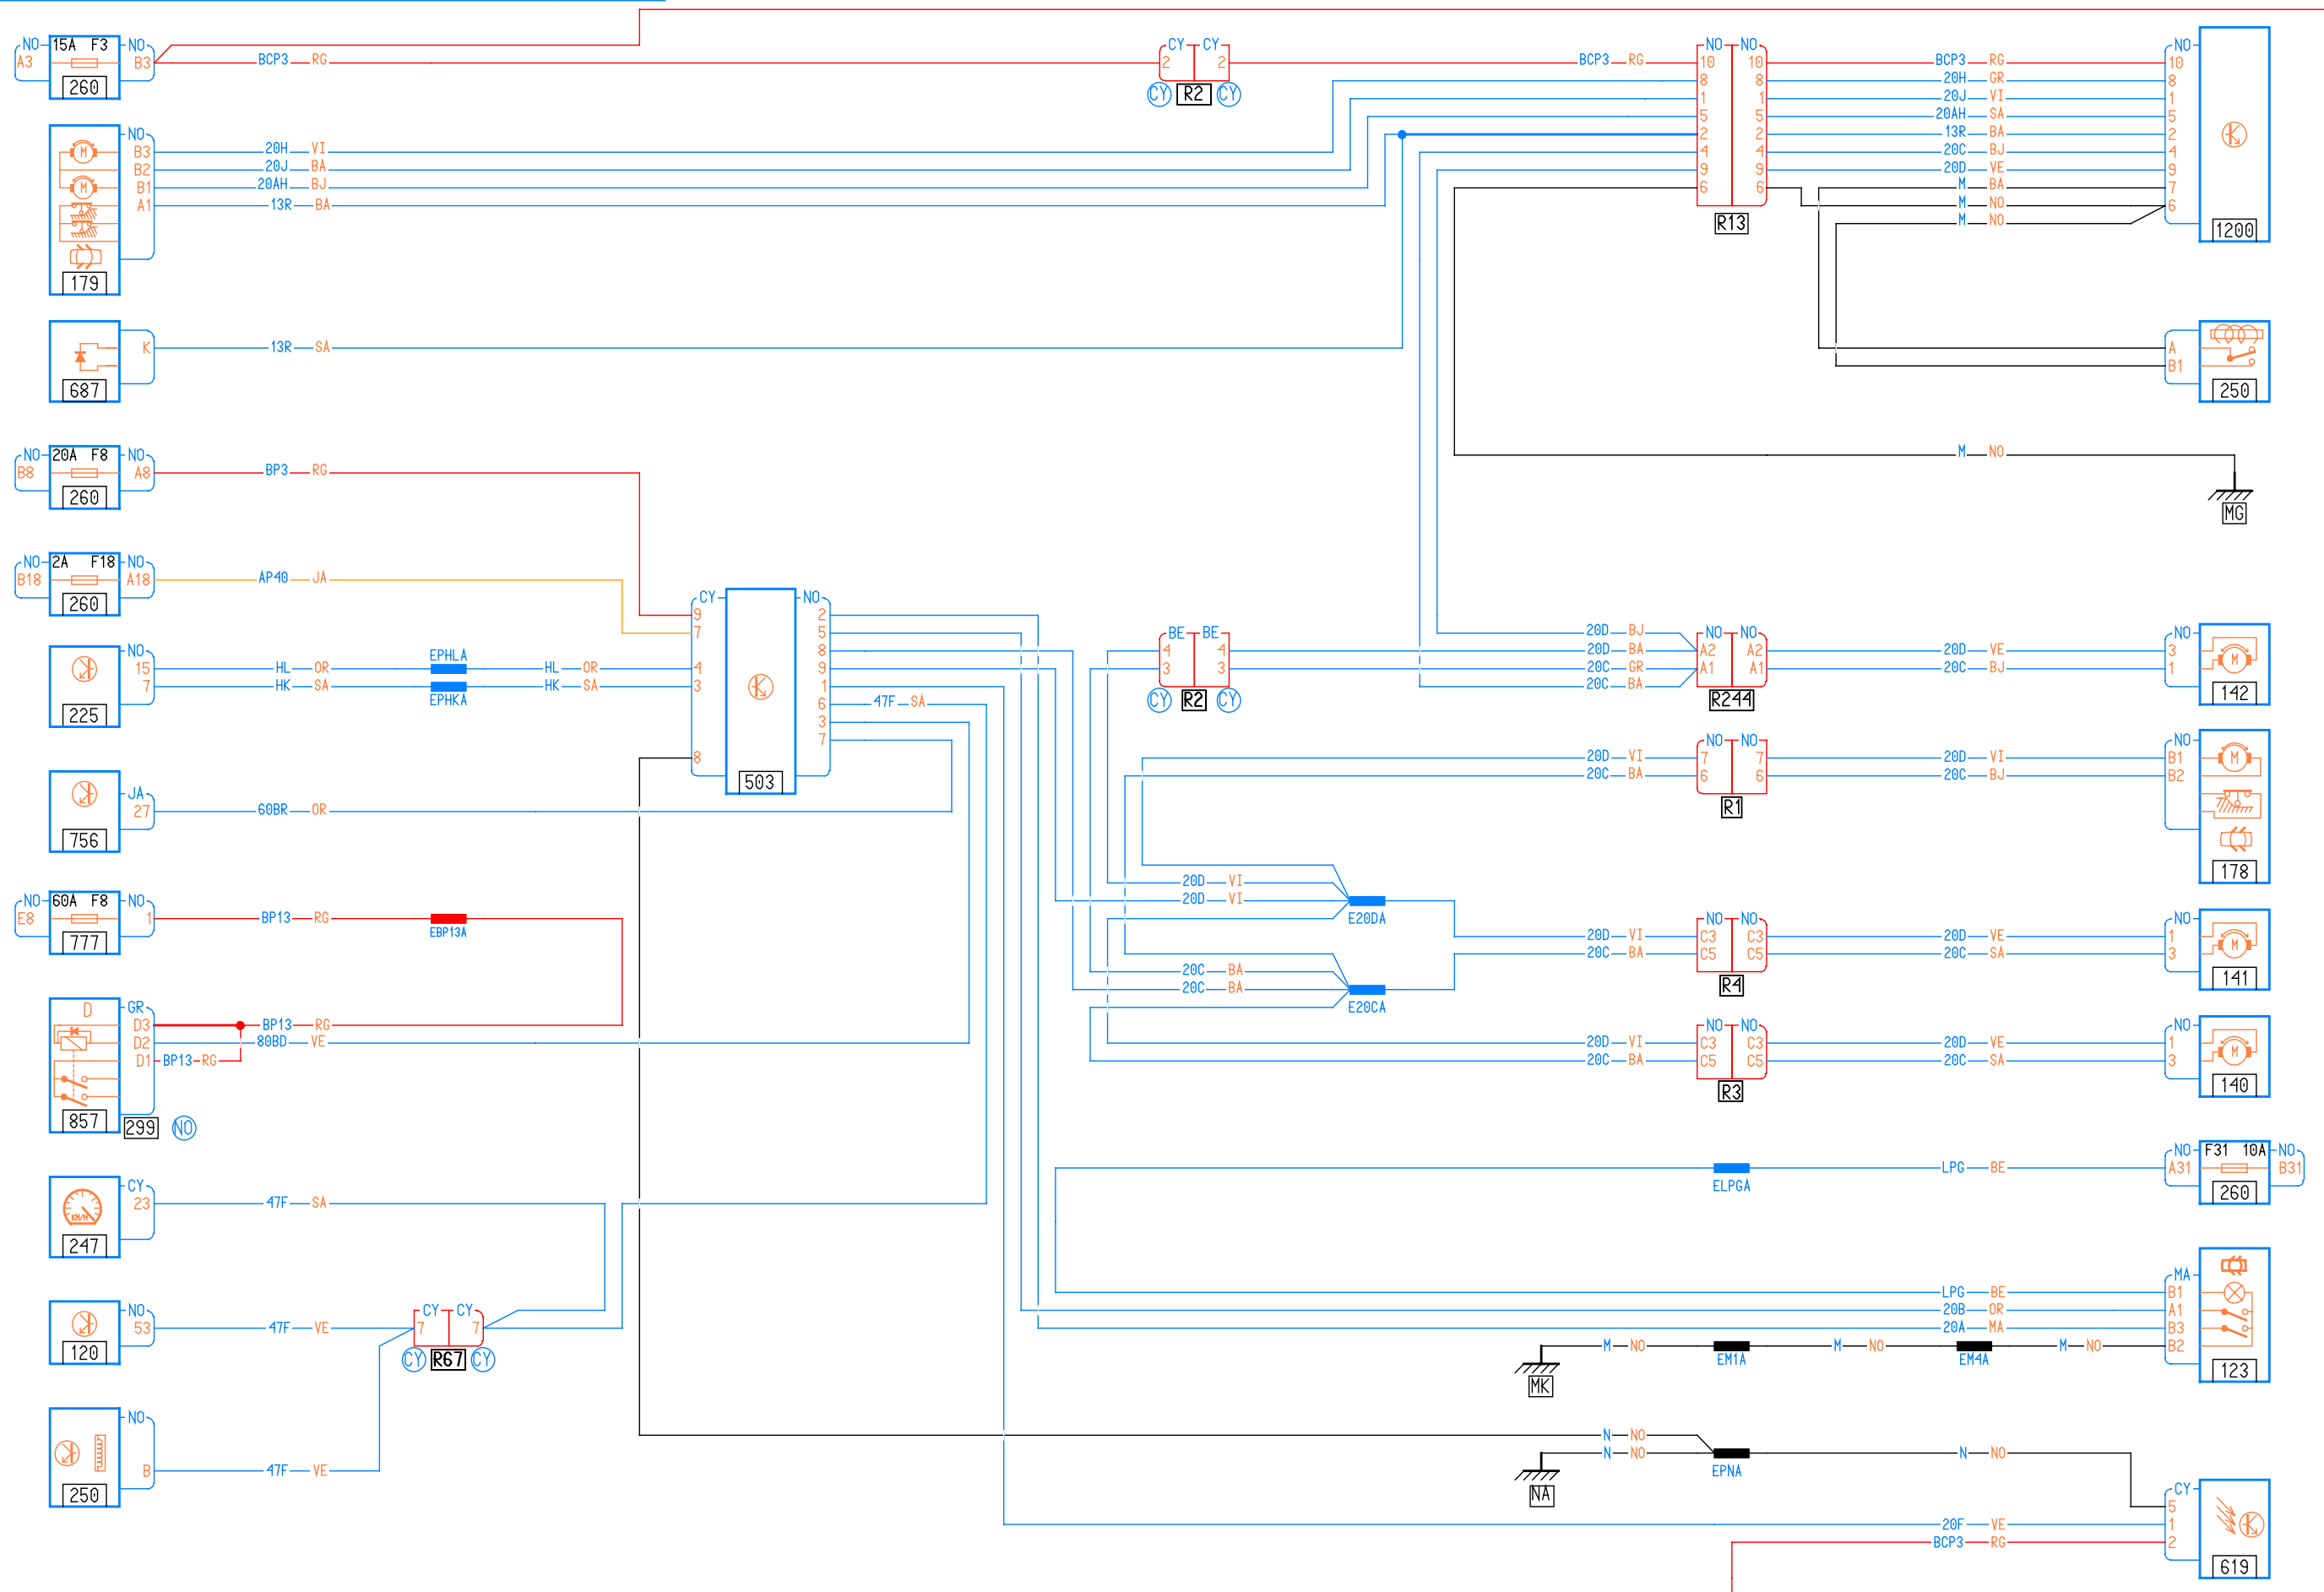 NO 15A F3 NO
A3 B3
260
BCP3 RG
CY CY
2 2
CY R2 CY
BCP3 RG
NO NO
10 10
8 8
1 1
5 5
2 2
4 4
9 9
6 6
R13
BCP3 RG
20H GR
20J VI
20AH SA
13R BA
20C BJ
20D VE
M BA
M NO
M NO
NO
10
8
1
5
2
4
9
7
6
1200
NO
M B3 20H VI
B2 20J BA
M B1 20AH BJ
A1 13R BA
179
K 13R SA
687
A
B1
250
M NO
MG
NO 20A F8 NO
B8 A8
260
BP3 RG
NO 2A F18 NO
B18 A18
260
AP40 JA
NO
15 HL OR EPHLA HL OR
7 HK SA EPHKA HK SA
225
CY NO
9 2
7 5
4 8
3 9
1
6 47F SA
3
8 7
503
BE BE
4 4
3 3
CY R2 CY
20D BJ
20D BA
20C GR
20C BA
NO NO
A2 A2
A1 A1
R244
20D VE
20C BJ
NO
3
1
M
142
JA
27 60BR OR
756
20D VI
20C BA
NO NO
7 7
6 6
R1
20D VI
20C BJ
NO
B1 M
B2
178
NO 60A F8 NO
E8 1
777
BP13 RG
EBP13A
20D VI
20D VI
E20DA
20C BA
20C BA
E20CA
20D VI
20C BA
NO NO
C3 C3
C5 C5
R4
20D VE
20C SA
NO
1
3
M
141
D GR
D3 BP13 RG
D2 80BD VE
D1 BP13 RG
857 299 NO
20D VI
20C BA
NO NO
C3 C3
C5 C5
R3
20D VE
20C SA
NO
1
3
M
140
ELPGA
LPG BE
NO F31 10A NO
A31 B31
260
CY
KM/H 23 47F SA
247
NO
53 47F VE
120
CY CY
7 7
CY R67 CY
LPG BE
20B OR
20A MA
MA
B1
A1
B3
B2
123
M NO EM1A M NO EM4A M NO
MK
NO
B 47F VE
250
N NO
N NO EPNA N NO
NA
20F VE
BCP3 RG
CY
5
1
2
619